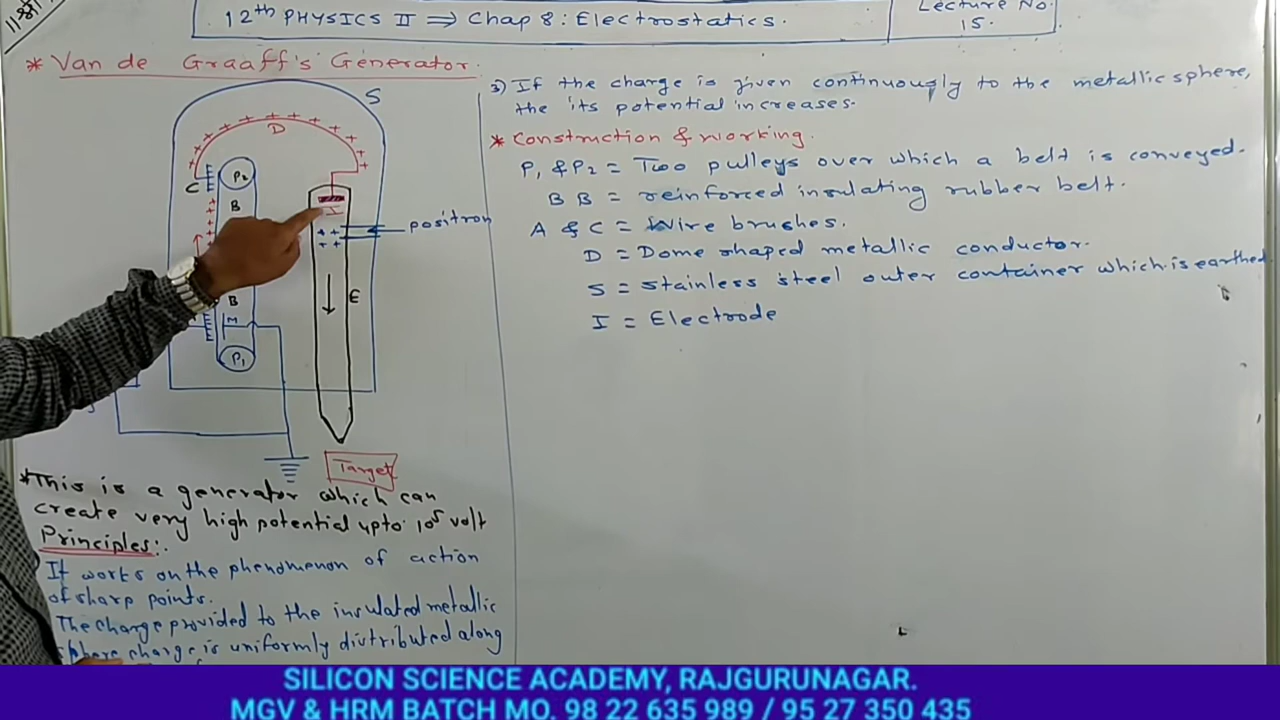 11श्री
12th PHYSICS II ⇒ Chap 8: Electrostatics.
Lecture No.
15.
* Van de Graaff's Generator.
S
D
C
P2
B
I
positron
B
E
M
P1
Target
*This is a generator which can
create very high potential upto 10⁵ volt
Principles:
It works on the phenomenon of action
of sharp points.
The charge provided to the insulated metallic
sphere charge is uniformly distributed along
3) If the charge is given continuously to the metallic sphere,
the its potential increases.
* Construction & working.
P1 & P2 = Two pulleys over which a belt is conveyed.
B B = reinforced insulating rubber belt.
A & C = Wire brushes.
D = Dome shaped metallic conductor.
S = stainless steel outer container which is earthed
I = Electrode
SILICON SCIENCE ACADEMY, RAJGURUNAGAR.
MGV & HRM BATCH MO. 98 22 635 989 / 95 27 350 435